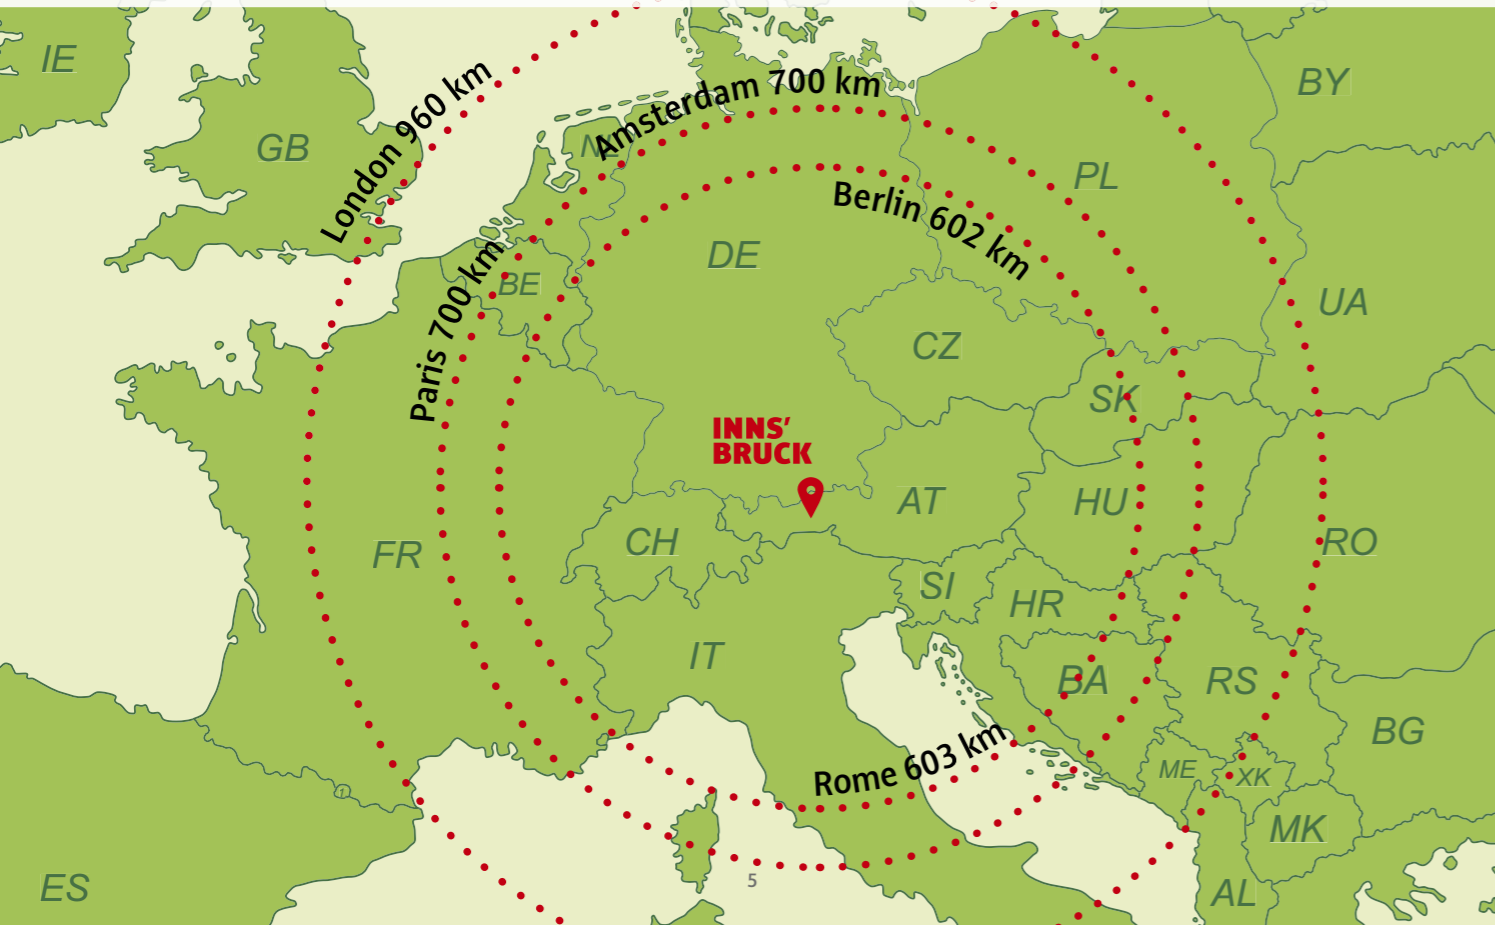 IE
BY
London 960 km
Amsterdam 700 km
GB
NL
PL
Berlin 602 km
DE
Paris 700 km
BE
UA
CZ
SK
INNS'
BRUCK
AT
HU
CH
FR
RO
SI
HR
IT
BA
RS
BG
Rome 603 km
ME
XK
MK
5
ES
AL